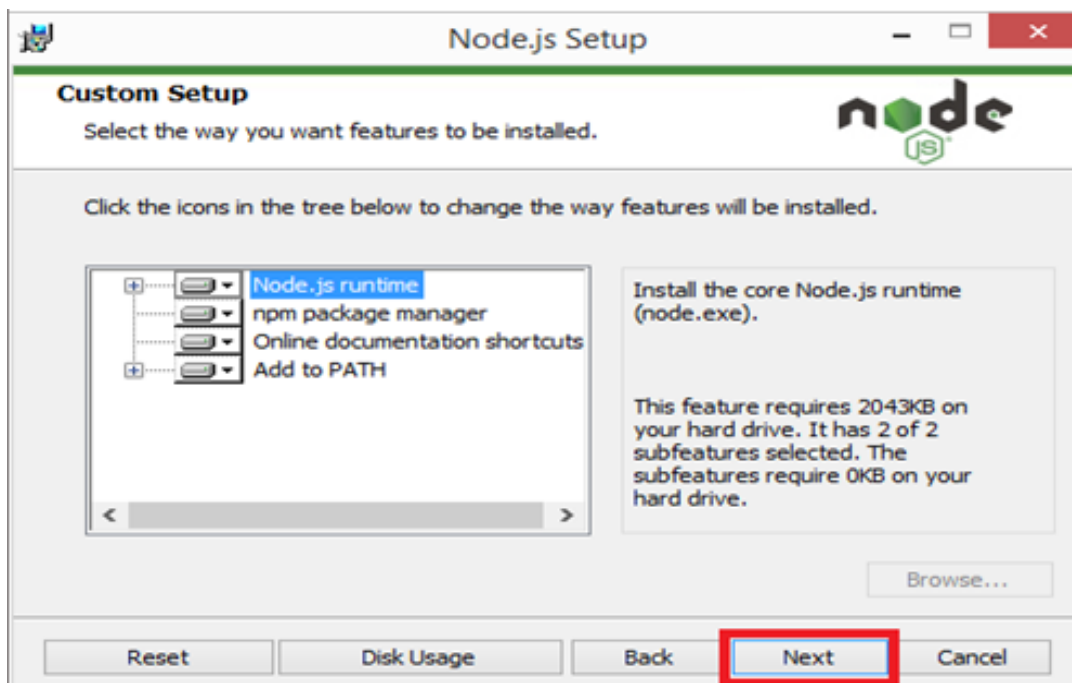 Node.js Setup
Custom Setup
Select the way you want features to be installed.
node
JS
Click the icons in the tree below to change the way features will be installed.
Node.js runtime
npm package manager
Online documentation shortcuts
Add to PATH
Install the core Node.js runtime
(node.exe).
This feature requires 2043KB on
your hard drive. It has 2 of 2
subfeatures selected. The
subfeatures require 0KB on your
hard drive.
Browse...
Reset
Disk Usage
Back
Next
Cancel